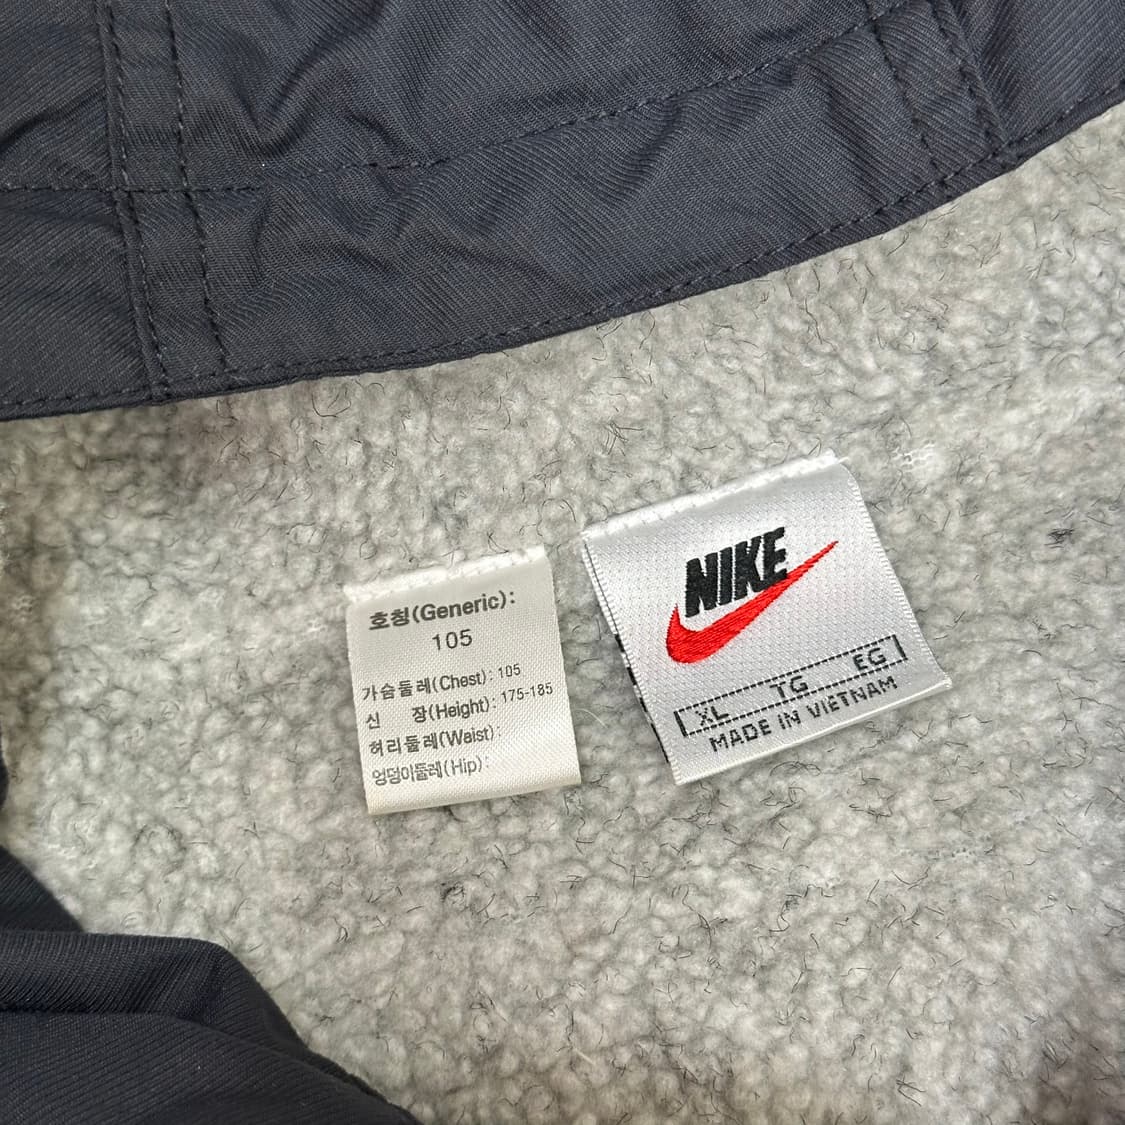 호칭(Generic):
105
가슴둘레(Chest): 105
신 장(Height): 175-185
허리둘레(Waist):
엉덩이둘레(Hip):
NIKE
XL TG EG
MADE IN VIETNAM